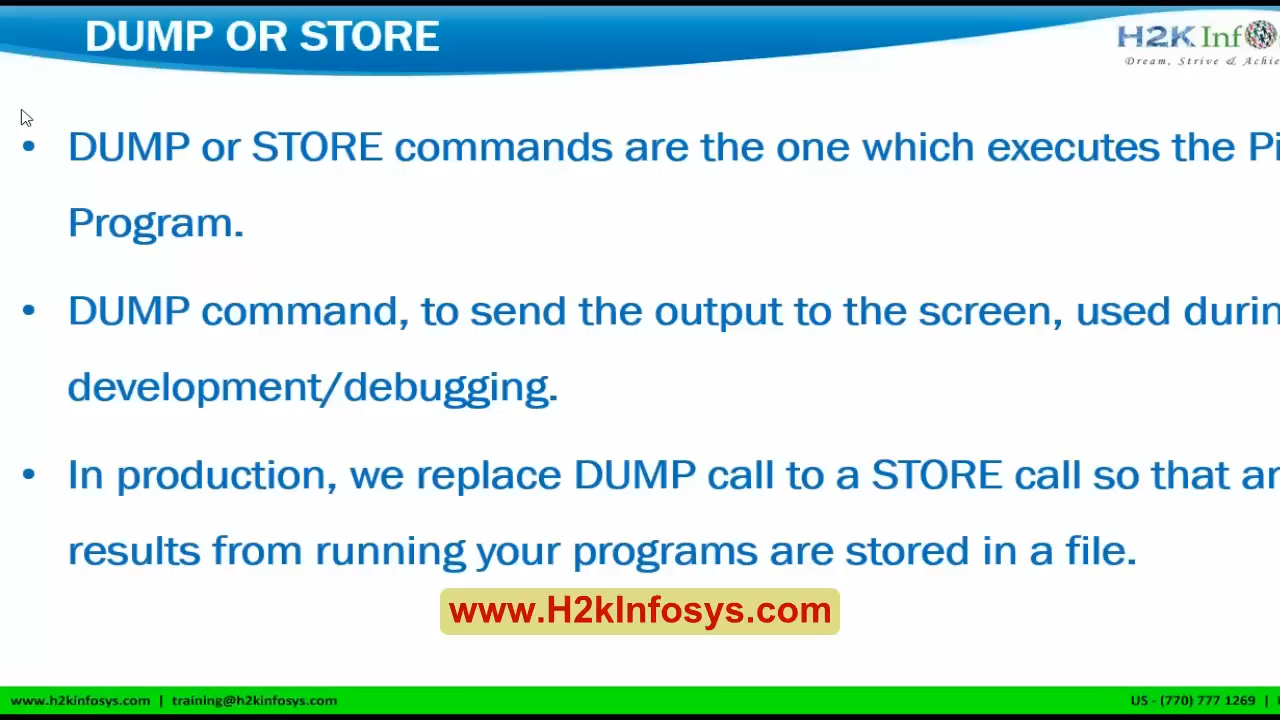 DUMP OR STORE
H2K Inf
Dream, Strive & Achie
• DUMP or STORE commands are the one which executes the Pi
Program.
• DUMP command, to send the output to the screen, used durin
development/debugging.
• In production, we replace DUMP call to a STORE call so that an
results from running your programs are stored in a file.
www.H2kInfosys.com
www.h2kinfosys.com | training@h2kinfosys.com
US - (770) 777 1269 |